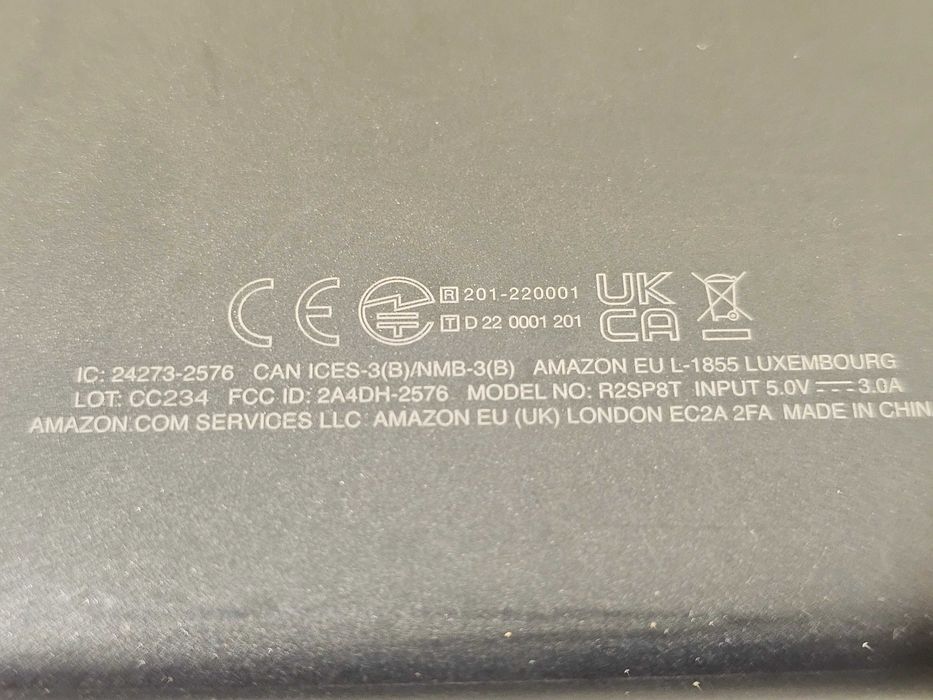 CE R 201-220001 UK
T D 22 0001 201 CA
IC: 24273-2576 CAN ICES-3(B)/NMB-3(B) AMAZON EU L-1855 LUXEMBOURG
LOT: CC234 FCC ID: 2A4DH-2576 MODEL NO: R2SP8T INPUT 5.0V ⎓ 3.0A
AMAZON.COM SERVICES LLC AMAZON EU (UK) LONDON EC2A 2FA MADE IN CHINA